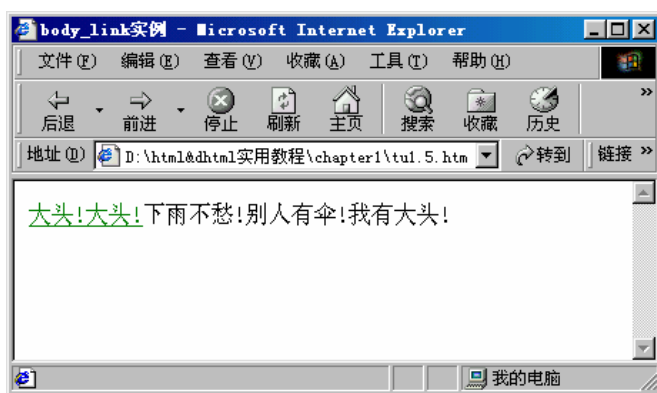 body_link实例 - Microsoft Internet Explorer
文件(F) 编辑(E) 查看(V) 收藏(A) 工具(T) 帮助(H)
后退 前进 停止 刷新 主页 搜索 收藏 历史 »
地址(D) D:\html&dhtml实用教程\chapter1\tu1.5.htm 转到 链接 »
大头!大头!下雨不愁!别人有伞!我有大头!
我的电脑